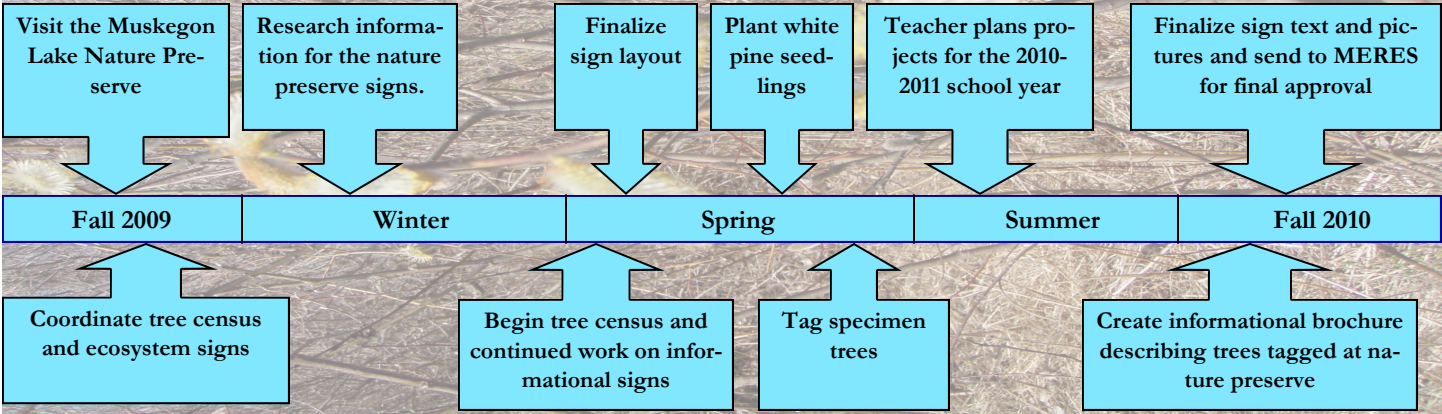 Visit the Muskegon
Lake Nature Pre-
serve
Research informa-
tion for the nature
preserve signs.
Finalize
sign layout
Plant white
pine seed-
lings
Teacher plans pro-
jects for the 2010-
2011 school year
Finalize sign text and pic-
tures and send to MERES
for final approval
Fall 2009
Winter
Spring
Summer
Fall 2010
Coordinate tree census
and ecosystem signs
Begin tree census and
continued work on infor-
mational signs
Tag specimen
trees
Create informational brochure
describing trees tagged at na-
ture preserve